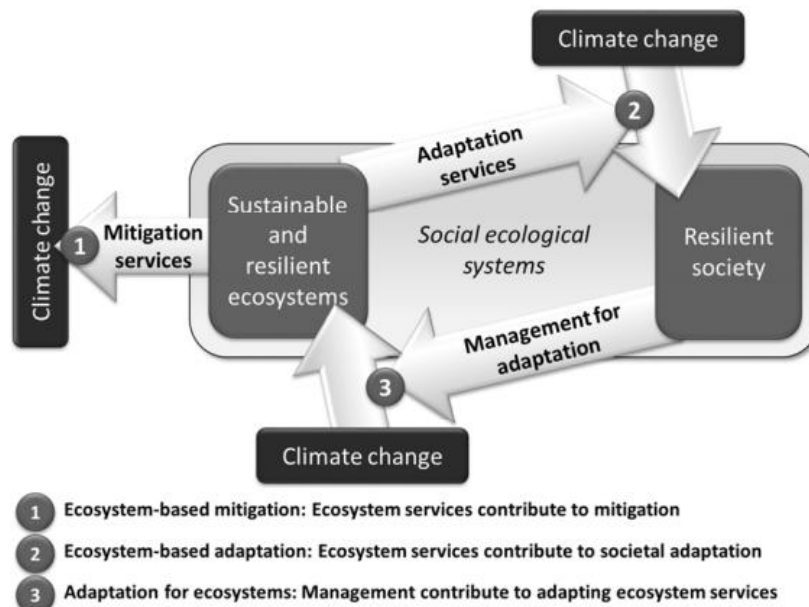 Climate change
2
Adaptation
services
Climate change
1
Mitigation
services
Sustainable
and
resilient
ecosystems
Social ecological
systems
Resilient
society
Management for
adaptation
3
Climate change
1 Ecosystem-based mitigation: Ecosystem services contribute to mitigation
2 Ecosystem-based adaptation: Ecosystem services contribute to societal adaptation
3 Adaptation for ecosystems: Management contribute to adapting ecosystem services